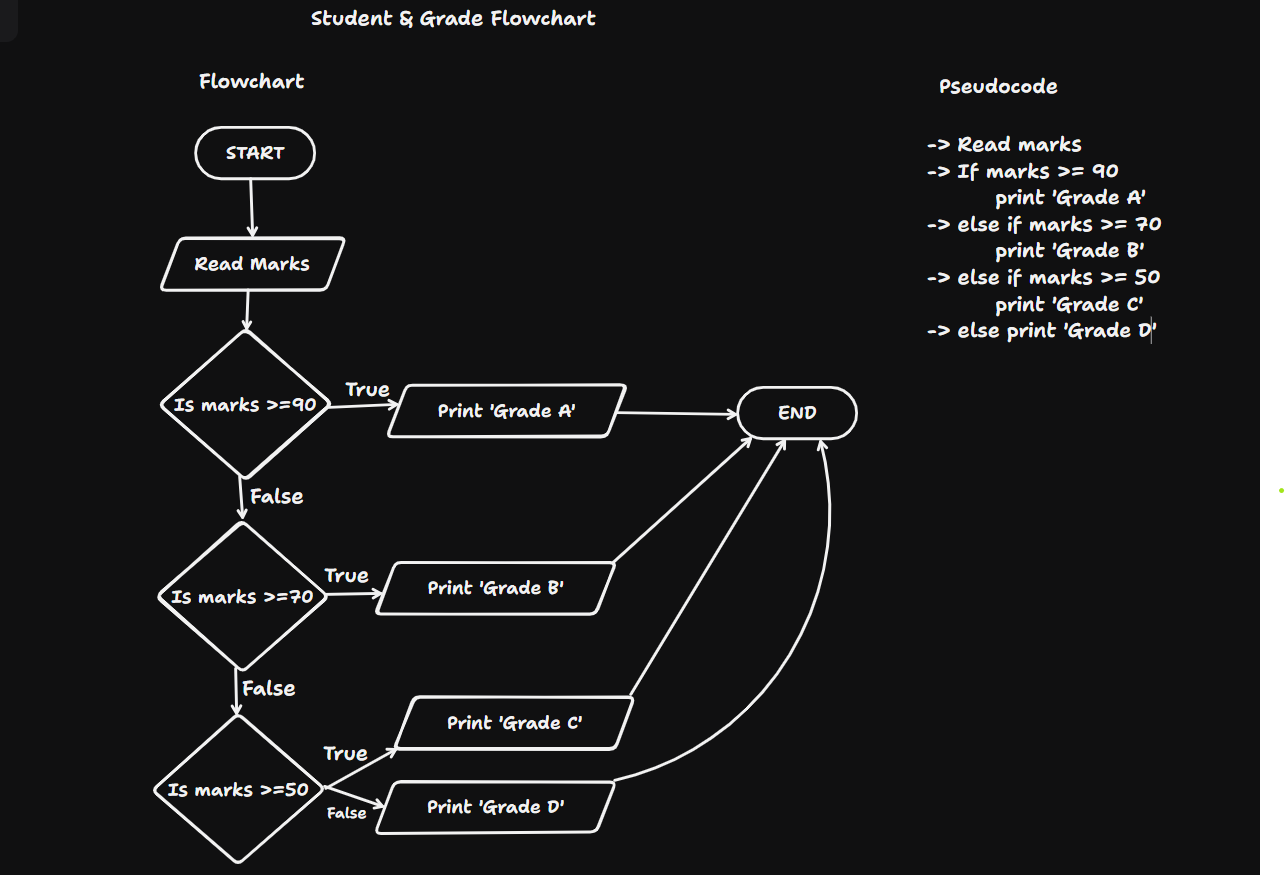 Student & Grade Flowchart
Flowchart
START
Read Marks
Is marks >=90
True
Print 'Grade A'
END
False
Is marks >=70
True
Print 'Grade B'
False
Is marks >=50
True
Print 'Grade C'
False
Print 'Grade D'
Pseudocode
-> Read marks
-> If marks >= 90
print 'Grade A'
-> else if marks >= 70
print 'Grade B'
-> else if marks >= 50
print 'Grade C'
-> else print 'Grade D'